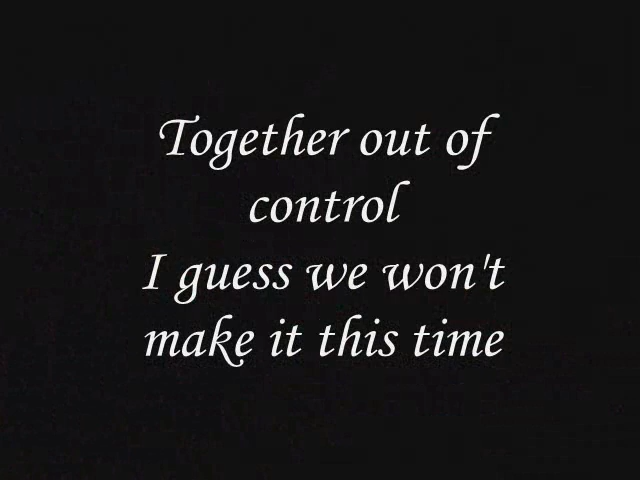 Together out of
control
I guess we won't
make it this time